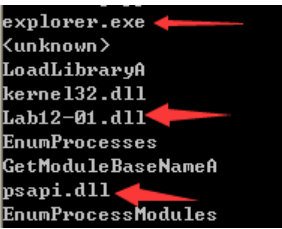 explorer.exe
<unknown>
LoadLibraryA
kernel32.dll
Lab12-01.dll
EnumProcesses
GetModuleBaseNameA
psapi.dll
EnumProcessModules